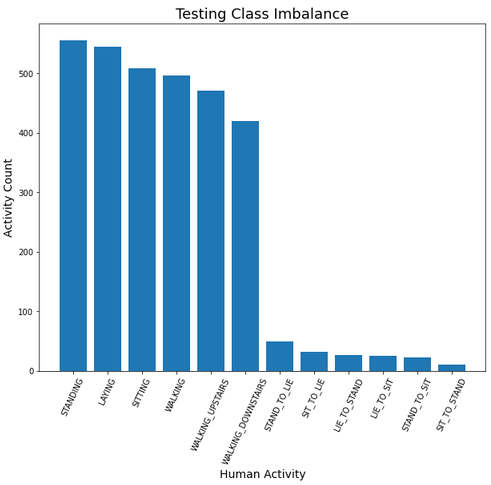 Testing Class Imbalance
Activity Count
500
400
300
200
100
0
STANDING
LAYING
SITTING
WALKING
WALKING_UPSTAIRS
WALKING_DOWNSTAIRS
STAND_TO_LIE
SIT_TO_LIE
LIE_TO_STAND
LIE_TO_SIT
STAND_TO_SIT
SIT_TO_STAND
Human Activity